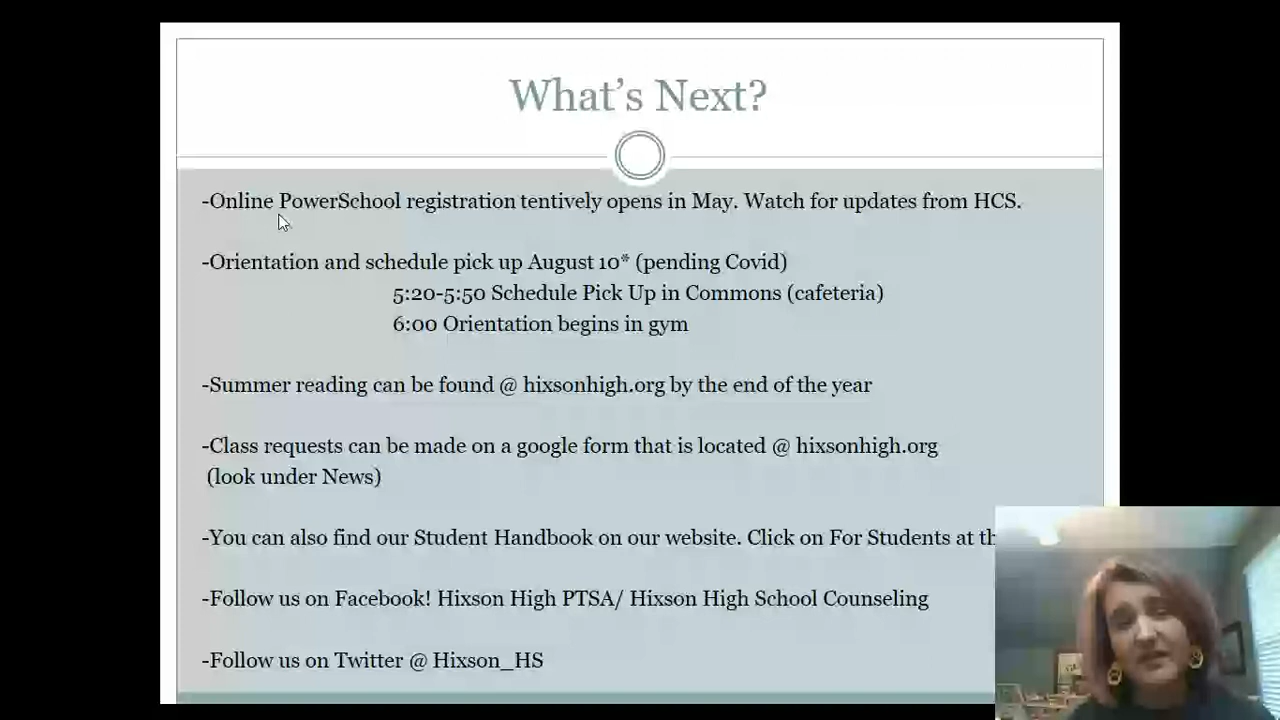 What's Next?
-Online PowerSchool registration tentively opens in May. Watch for updates from HCS.
-Orientation and schedule pick up August 10* (pending Covid)
5:20-5:50 Schedule Pick Up in Commons (cafeteria)
6:00 Orientation begins in gym
-Summer reading can be found @ hixsonhigh.org by the end of the year
-Class requests can be made on a google form that is located @ hixsonhigh.org
(look under News)
-You can also find our Student Handbook on our website. Click on For Students at
-Follow us on Facebook! Hixson High PTSA/ Hixson High School Counseling
-Follow us on Twitter @ Hixson_HS